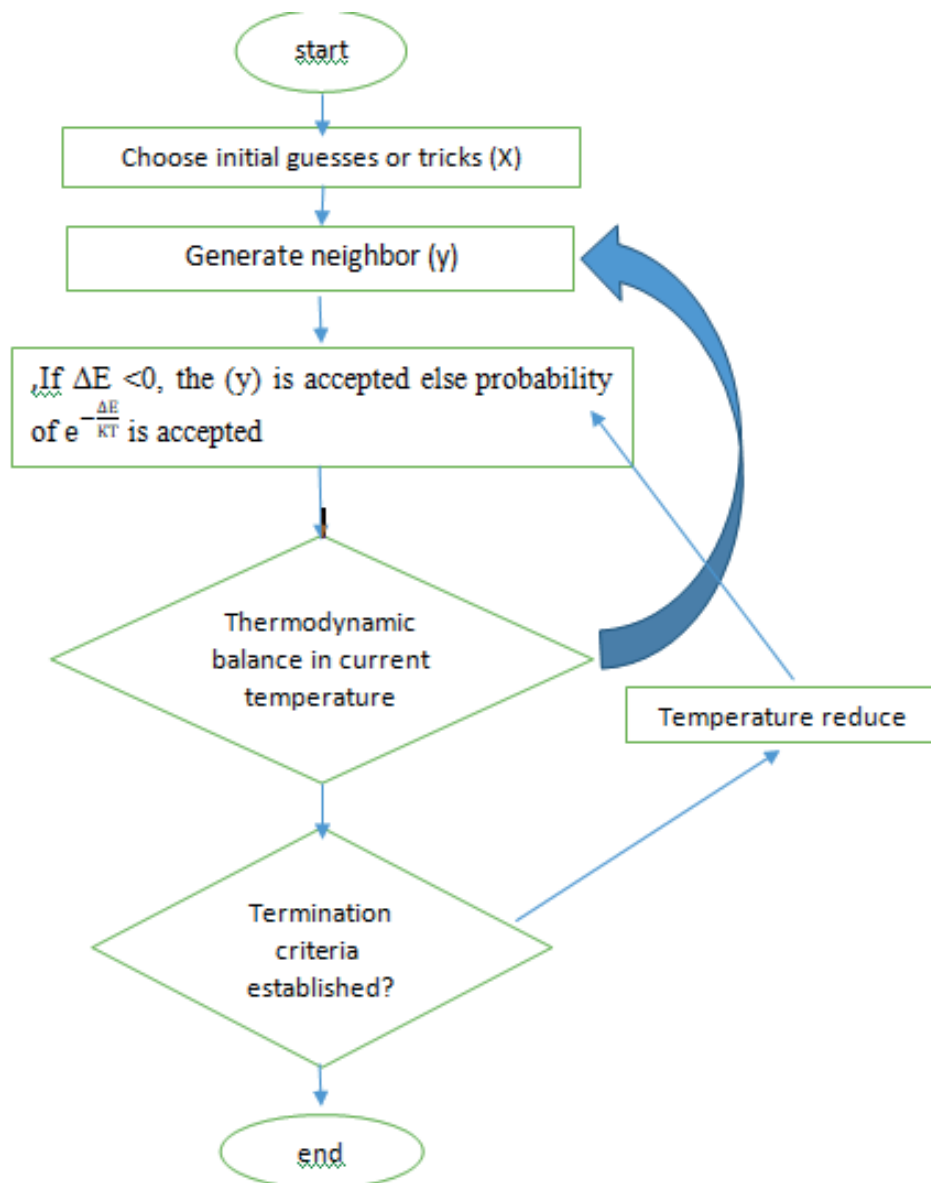 start
Choose initial guesses or tricks (X)
Generate neighbor (y)
,If ΔE <0, the (y) is accepted else probability
of e^{-\frac{ΔE}{KT}} is accepted
Thermodynamic
balance in current
temperature
Temperature reduce
Termination
criteria
established?
end